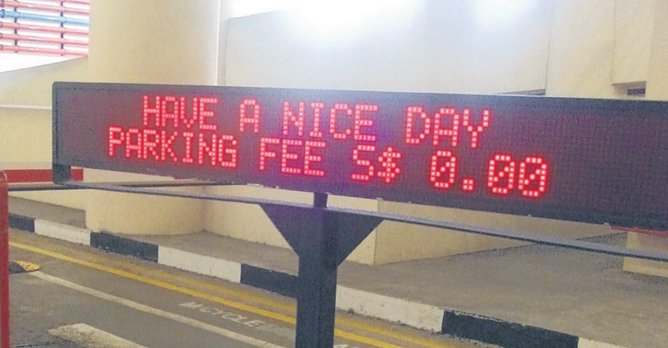 HAVE A NICE DAY
PARKING FEE S$ 0.00